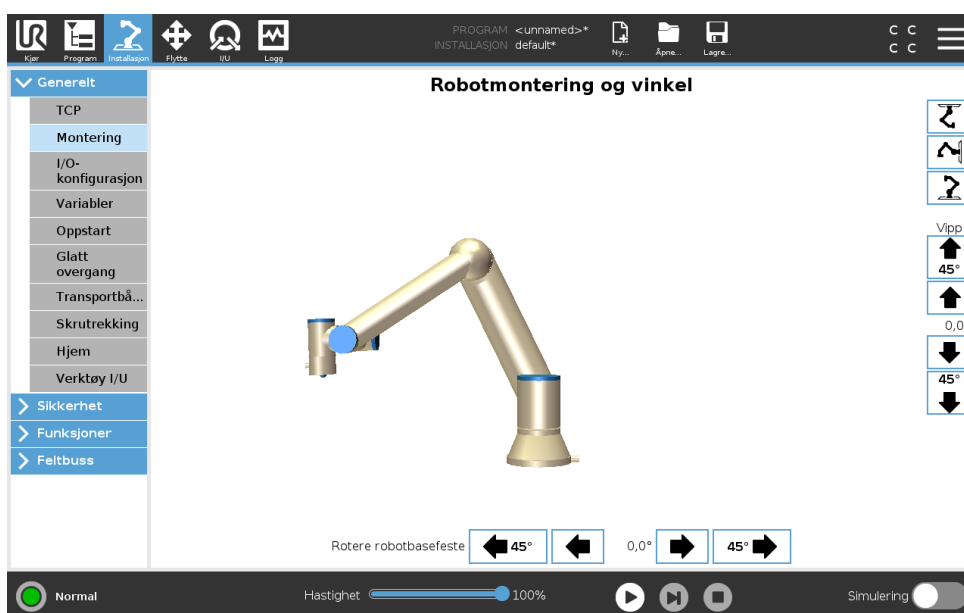 PROGRAM <unnamed>*
INSTALLASJON default*
C C
C C
Kjør
Program
Installasjon
Flytte
I/U
Logg
Ny...
Åpne...
Lagre...
Generelt
Robotmontering og vinkel
TCP
Montering
I/O-
konfigurasjon
Variabler
Oppstart
Glatt
overgang
Transportbå...
Skrutrekking
Hjem
Verktøy I/U
Sikkerhet
Funksjoner
Feltbuss
Vipp
45°
0,0
45°
Rotere robotbasefeste 45° 0,0° 45°
Normal
Hastighet 100%
Simulering